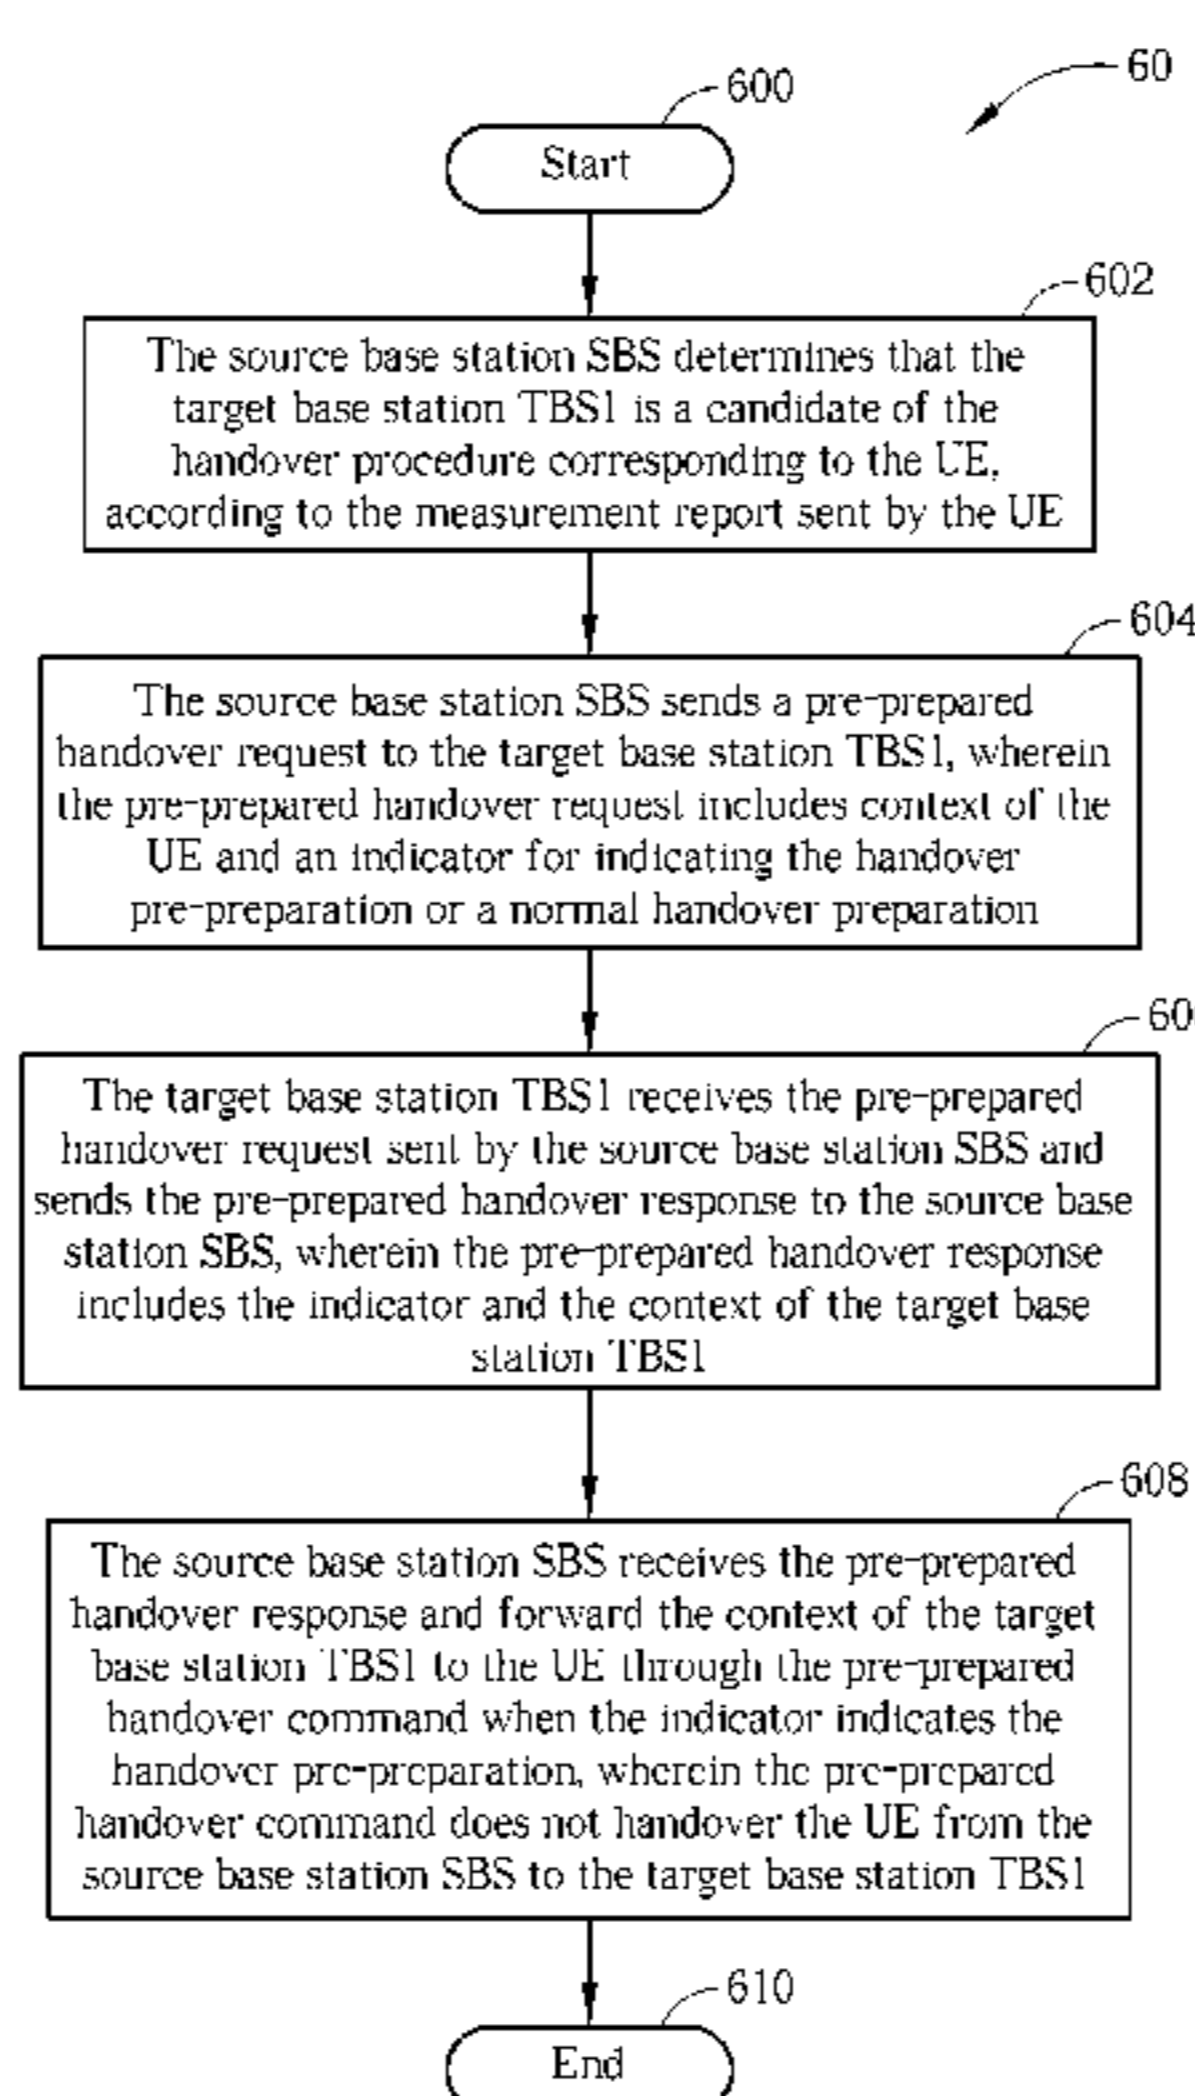 60
600
Start
602
The source base station SBS determines that the
target base station TBS1 is a candidate of the
handover procedure corresponding to the UE,
according to the measurement report sent by the UE
604
The source base station SBS sends a pre-prepared
handover request to the target base station TBS1, wherein
the pre-prepared handover request includes context of the
UE and an indicator for indicating the handover
pre-preparation or a normal handover preparation
The target base station TBS1 receives the pre-prepared
handover request sent by the source base station SBS and
sends the pre-prepared handover response to the source base
station SBS, wherein the pre-prepared handover response
includes the indicator and the context of the target base
station TBS1
608
The source base station SBS receives the pre-prepared
handover response and forward the context of the target
base station TBS1 to the UE through the pre-prepared
handover command when the indicator indicates the
handover pre-preparation, wherein the pre-prepared
handover command does not handover the UE from the
source base station SBS to the target base station TBS1
610
End